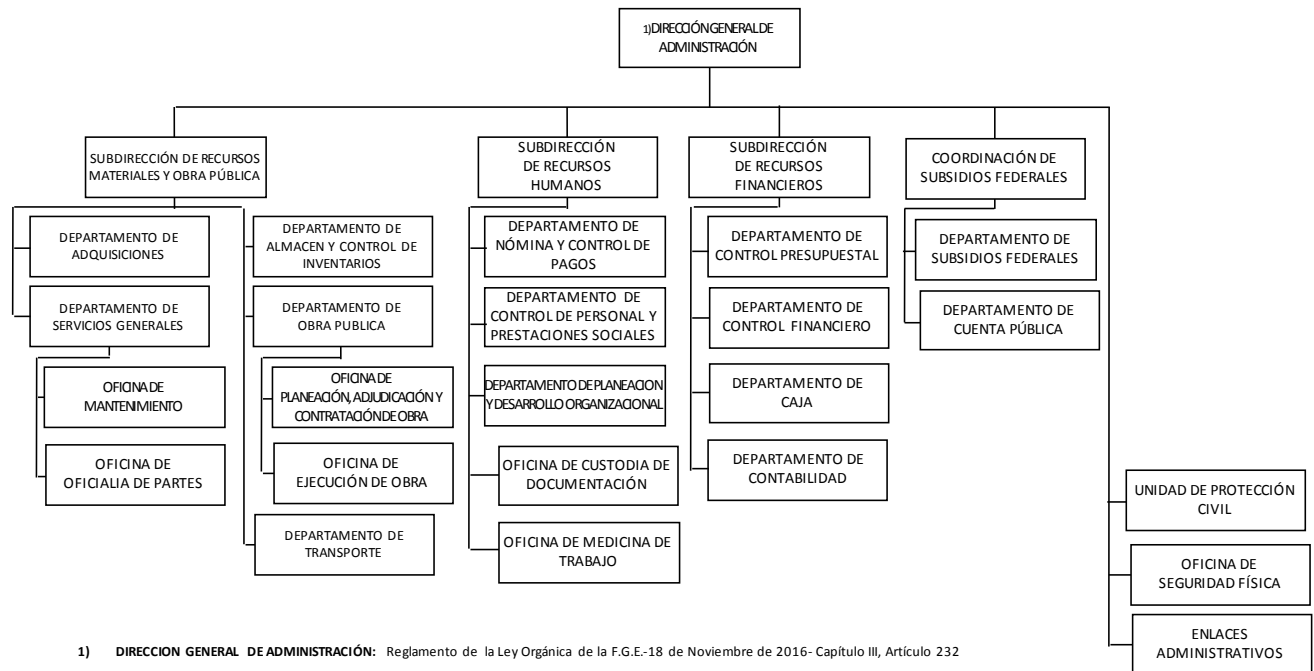 1)DIRECCIÓN GENERAL DE
ADMINISTRACIÓN
SUBDIRECCIÓN DE RECURSOS
MATERIALES Y OBRA PÚBLICA
DEPARTAMENTO DE
ADQUISICIONES
DEPARTAMENTO DE
SERVICIOS GENERALES
OFICINA DE
MANTENIMIENTO
OFICINA DE
OFICIALIA DE PARTES
DEPARTAMENTO DE
ALMACEN Y CONTROL DE
INVENTARIOS
DEPARTAMENTO DE
OBRA PUBLICA
OFICINA DE
PLANEACIÓN, ADJUDICACIÓN Y
CONTRATACIÓN DE OBRA
OFICINA DE
EJECUCIÓN DE OBRA
DEPARTAMENTO DE
TRANSPORTE
SUBDIRECCIÓN
DE RECURSOS
HUMANOS
DEPARTAMENTO DE
NÓMINA Y CONTROL DE
PAGOS
DEPARTAMENTO DE
CONTROL DE PERSONAL Y
PRESTACIONES SOCIALES
DEPARTAMENTO DE PLANEACION
Y DESARROLLO ORGANIZACIONAL
OFICINA DE CUSTODIA DE
DOCUMENTACIÓN
OFICINA DE MEDICINA DE
TRABAJO
SUBDIRECCIÓN
DE RECURSOS
FINANCIEROS
DEPARTAMENTO DE
CONTROL PRESUPUESTAL
DEPARTAMENTO DE
CONTROL FINANCIERO
DEPARTAMENTO DE
CAJA
DEPARTAMENTO DE
CONTABILIDAD
COORDINACIÓN DE
SUBSIDIOS FEDERALES
DEPARTAMENTO DE
SUBSIDIOS FEDERALES
DEPARTAMENTO DE
CUENTA PÚBLICA
UNIDAD DE PROTECCIÓN
CIVIL
OFICINA DE
SEGURIDAD FÍSICA
ENLACES
ADMINISTRATIVOS
1) DIRECCION GENERAL DE ADMINISTRACIÓN: Reglamento de la Ley Orgánica de la F.G.E.-18 de Noviembre de 2016- Capítulo III, Artículo 232